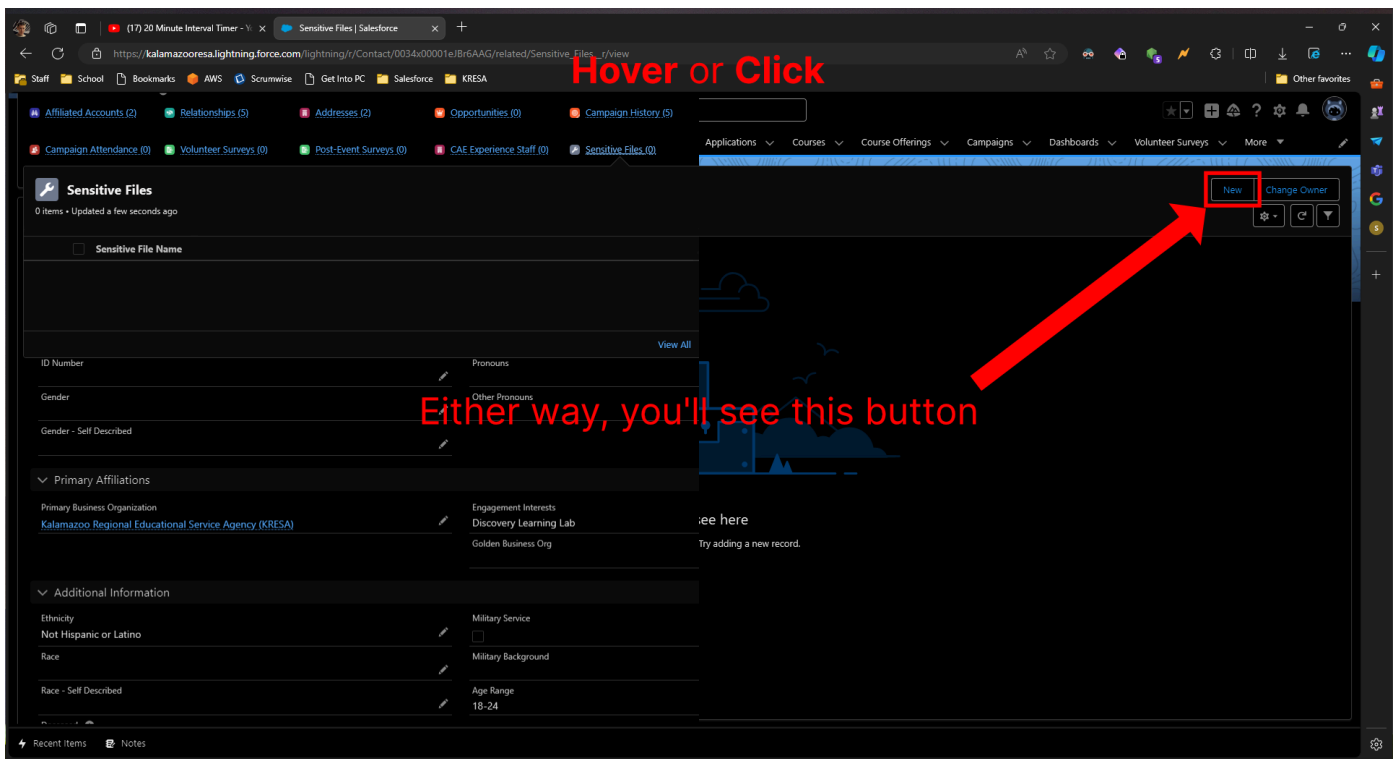 (17) 20 Minute Interval Timer - Yo
Sensitive Files | Salesforce
https://kalamazooresa.lightning.force.com/lightning/r/Contact/0034x00001eJBr6AAG/related/Sensitive_Files__r/view
Hover or Click
Staff School Bookmarks AWS Scrumwise Get Into PC Salesforce KRESA Other favorites
Affiliated Accounts (2) Relationships (5) Addresses (2) Opportunities (0) Campaign History (5)
Campaign Attendance (0) Volunteer Surveys (0) Post-Event Surveys (0) CAE Experience Staff (0) Sensitive Files (0)
Applications Courses Course Offerings Campaigns Dashboards Volunteer Surveys More
Sensitive Files
0 items • Updated a few seconds ago
New Change Owner
Sensitive File Name
View All
ID Number Pronouns
Gender Other Pronouns
Either way, you'll see this button
Gender - Self Described
Primary Affiliations
Primary Business Organization Engagement Interests
Kalamazoo Regional Educational Service Agency (KRESA) Discovery Learning Lab
see here
Golden Business Org
Try adding a new record.
Additional Information
Ethnicity Military Service
Not Hispanic or Latino
Race Military Background
Race - Self Described Age Range
18-24
Recent Items Notes